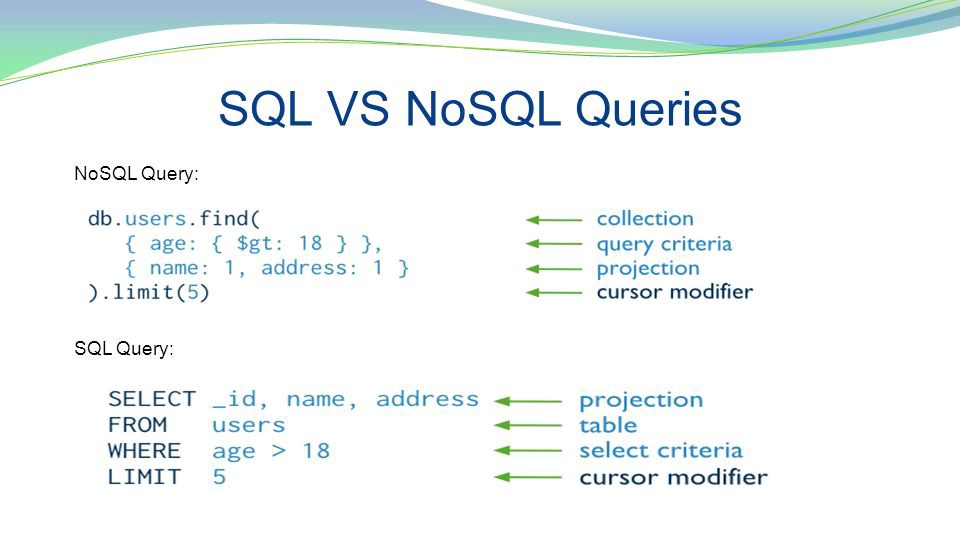 SQL VS NoSQL Queries
NoSQL Query:
db.users.find( collection
{ age: { $gt: 18 } }, query criteria
{ name: 1, address: 1 } projection
).limit(5) cursor modifier
SQL Query:
SELECT _id, name, address projection
FROM users table
WHERE age > 18 select criteria
LIMIT 5 cursor modifier